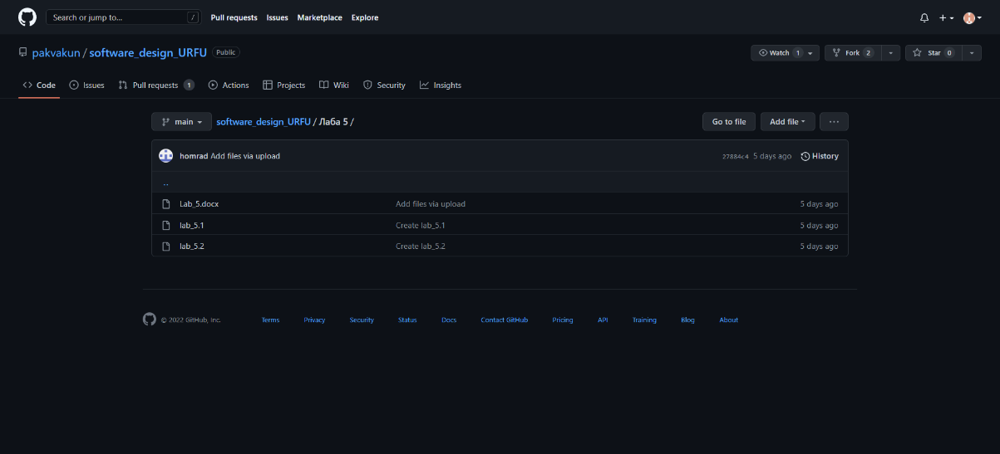 Search or jump to... / Pull requests Issues Marketplace Explore
pakvakun / software_design_URFU Public Watch 1 Fork 2 Star 0
Code Issues Pull requests 1 Actions Projects Wiki Security Insights
main software_design_URFU / Лаба 5 / Go to file Add file ...
homrad Add files via upload 27884c4 5 days ago History
..
Lab_5.docx Add files via upload 5 days ago
lab_5.1 Create lab_5.1 5 days ago
lab_5.2 Create lab_5.2 5 days ago
© 2022 GitHub, Inc. Terms Privacy Security Status Docs Contact GitHub Pricing API Training Blog About